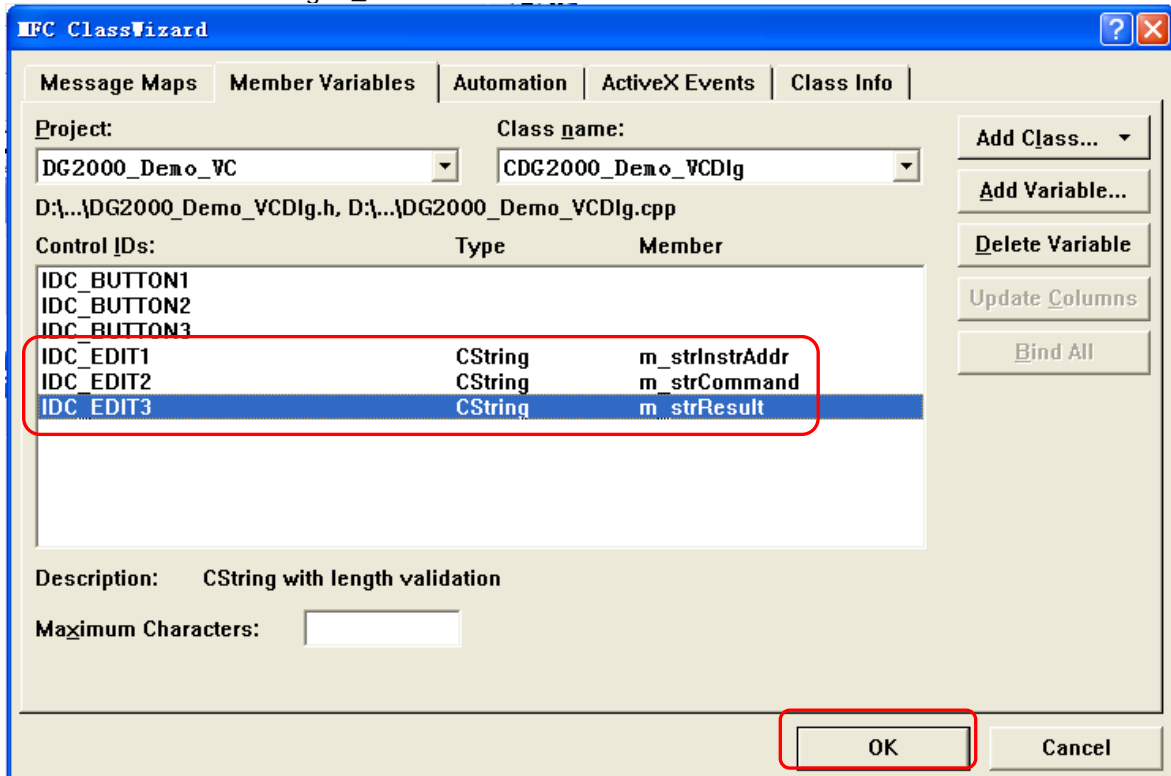 MFC ClassWizard
Message Maps Member Variables Automation ActiveX Events Class Info
Project: Class name:
Add Class...
DG2000_Demo_VC CDG2000_Demo_VCDlg
Add Variable...
D:\...\DG2000_Demo_VCDlg.h, D:\...\DG2000_Demo_VCDlg.cpp
Control IDs: Type Member
Delete Variable
IDC_BUTTON1
IDC_BUTTON2
Update Columns
IDC_BUTTON3
IDC_EDIT1 CString m_strInstrAddr
Bind All
IDC_EDIT2 CString m_strCommand
IDC_EDIT3 CString m_strResult
Description: CString with length validation
Maximum Characters:
OK Cancel